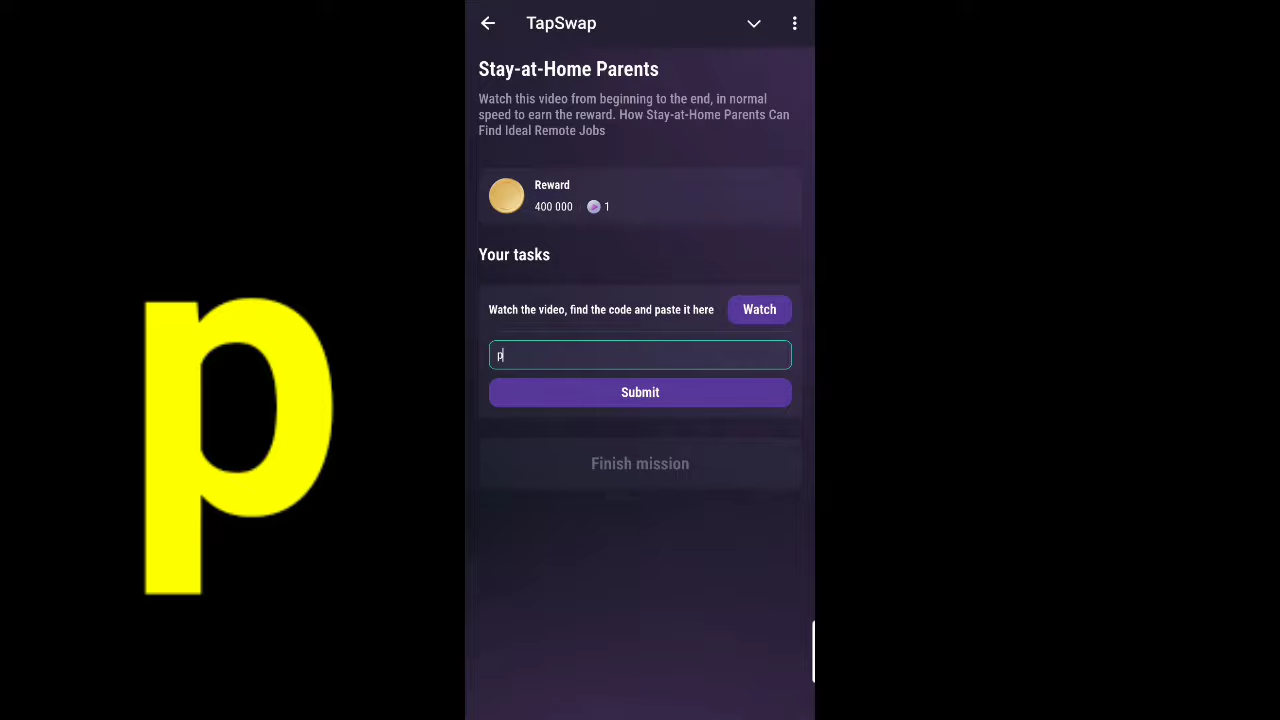 TapSwap
Stay-at-Home Parents
Watch this video from beginning to the end, in normal
speed to earn the reward. How Stay-at-Home Parents Can
Find Ideal Remote Jobs
Reward
400 000 1
Your tasks
Watch the video, find the code and paste it here Watch
p
p
Submit
Finish mission